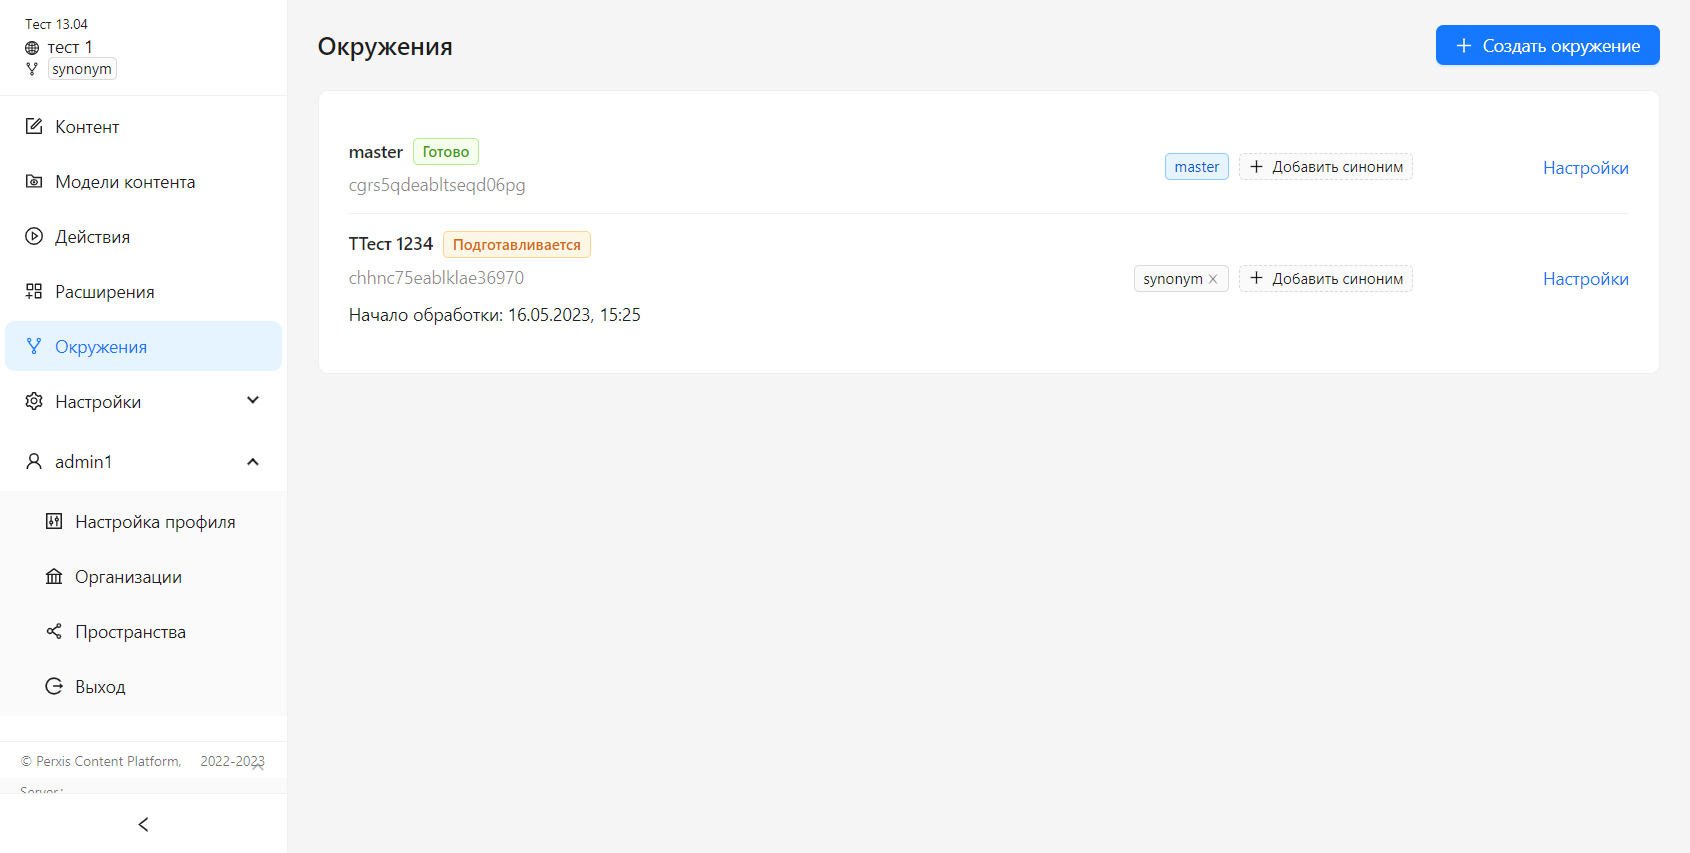 Тест 13.04
тест 1
synonym
Контент
Модели контента
Действия
Расширения
Окружения
Настройки
admin1
Настройка профиля
Организации
Пространства
Выход
© Perxis Content Platform, 2022-2023
Server:
Окружения
Создать окружение
master Готово
cgrs5qdeabltseqd06pg
master Добавить синоним Настройки
ТТест 1234 Подготавливается
chhnc75eablklae36970
synonym Добавить синоним Настройки
Начало обработки: 16.05.2023, 15:25